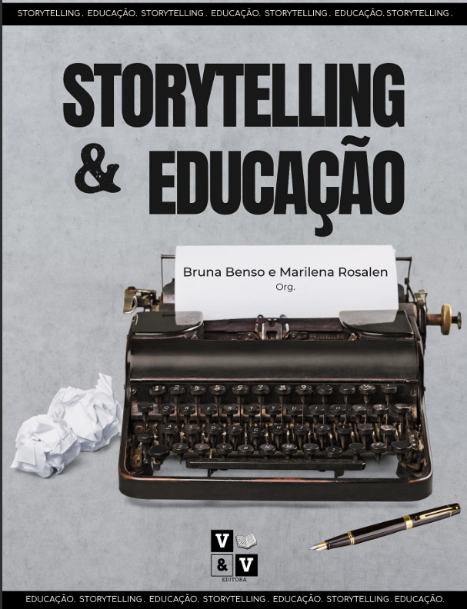 STORYTELLING. EDUCAÇÃO. STORYTELLING. EDUCAÇÃO. STORYTELLING. EDUCAÇÃO. STORYTELLING.
STORYTELLING
& EDUCAÇÃO
Bruna Benso e Marilena Rosalen
Org.
V
& V
EDITORA
EDUCAÇÃO. STORYTELLING. EDUCAÇÃO. STORYTELLING. EDUCAÇÃO. STORYTELLING. EDUCAÇÃO.